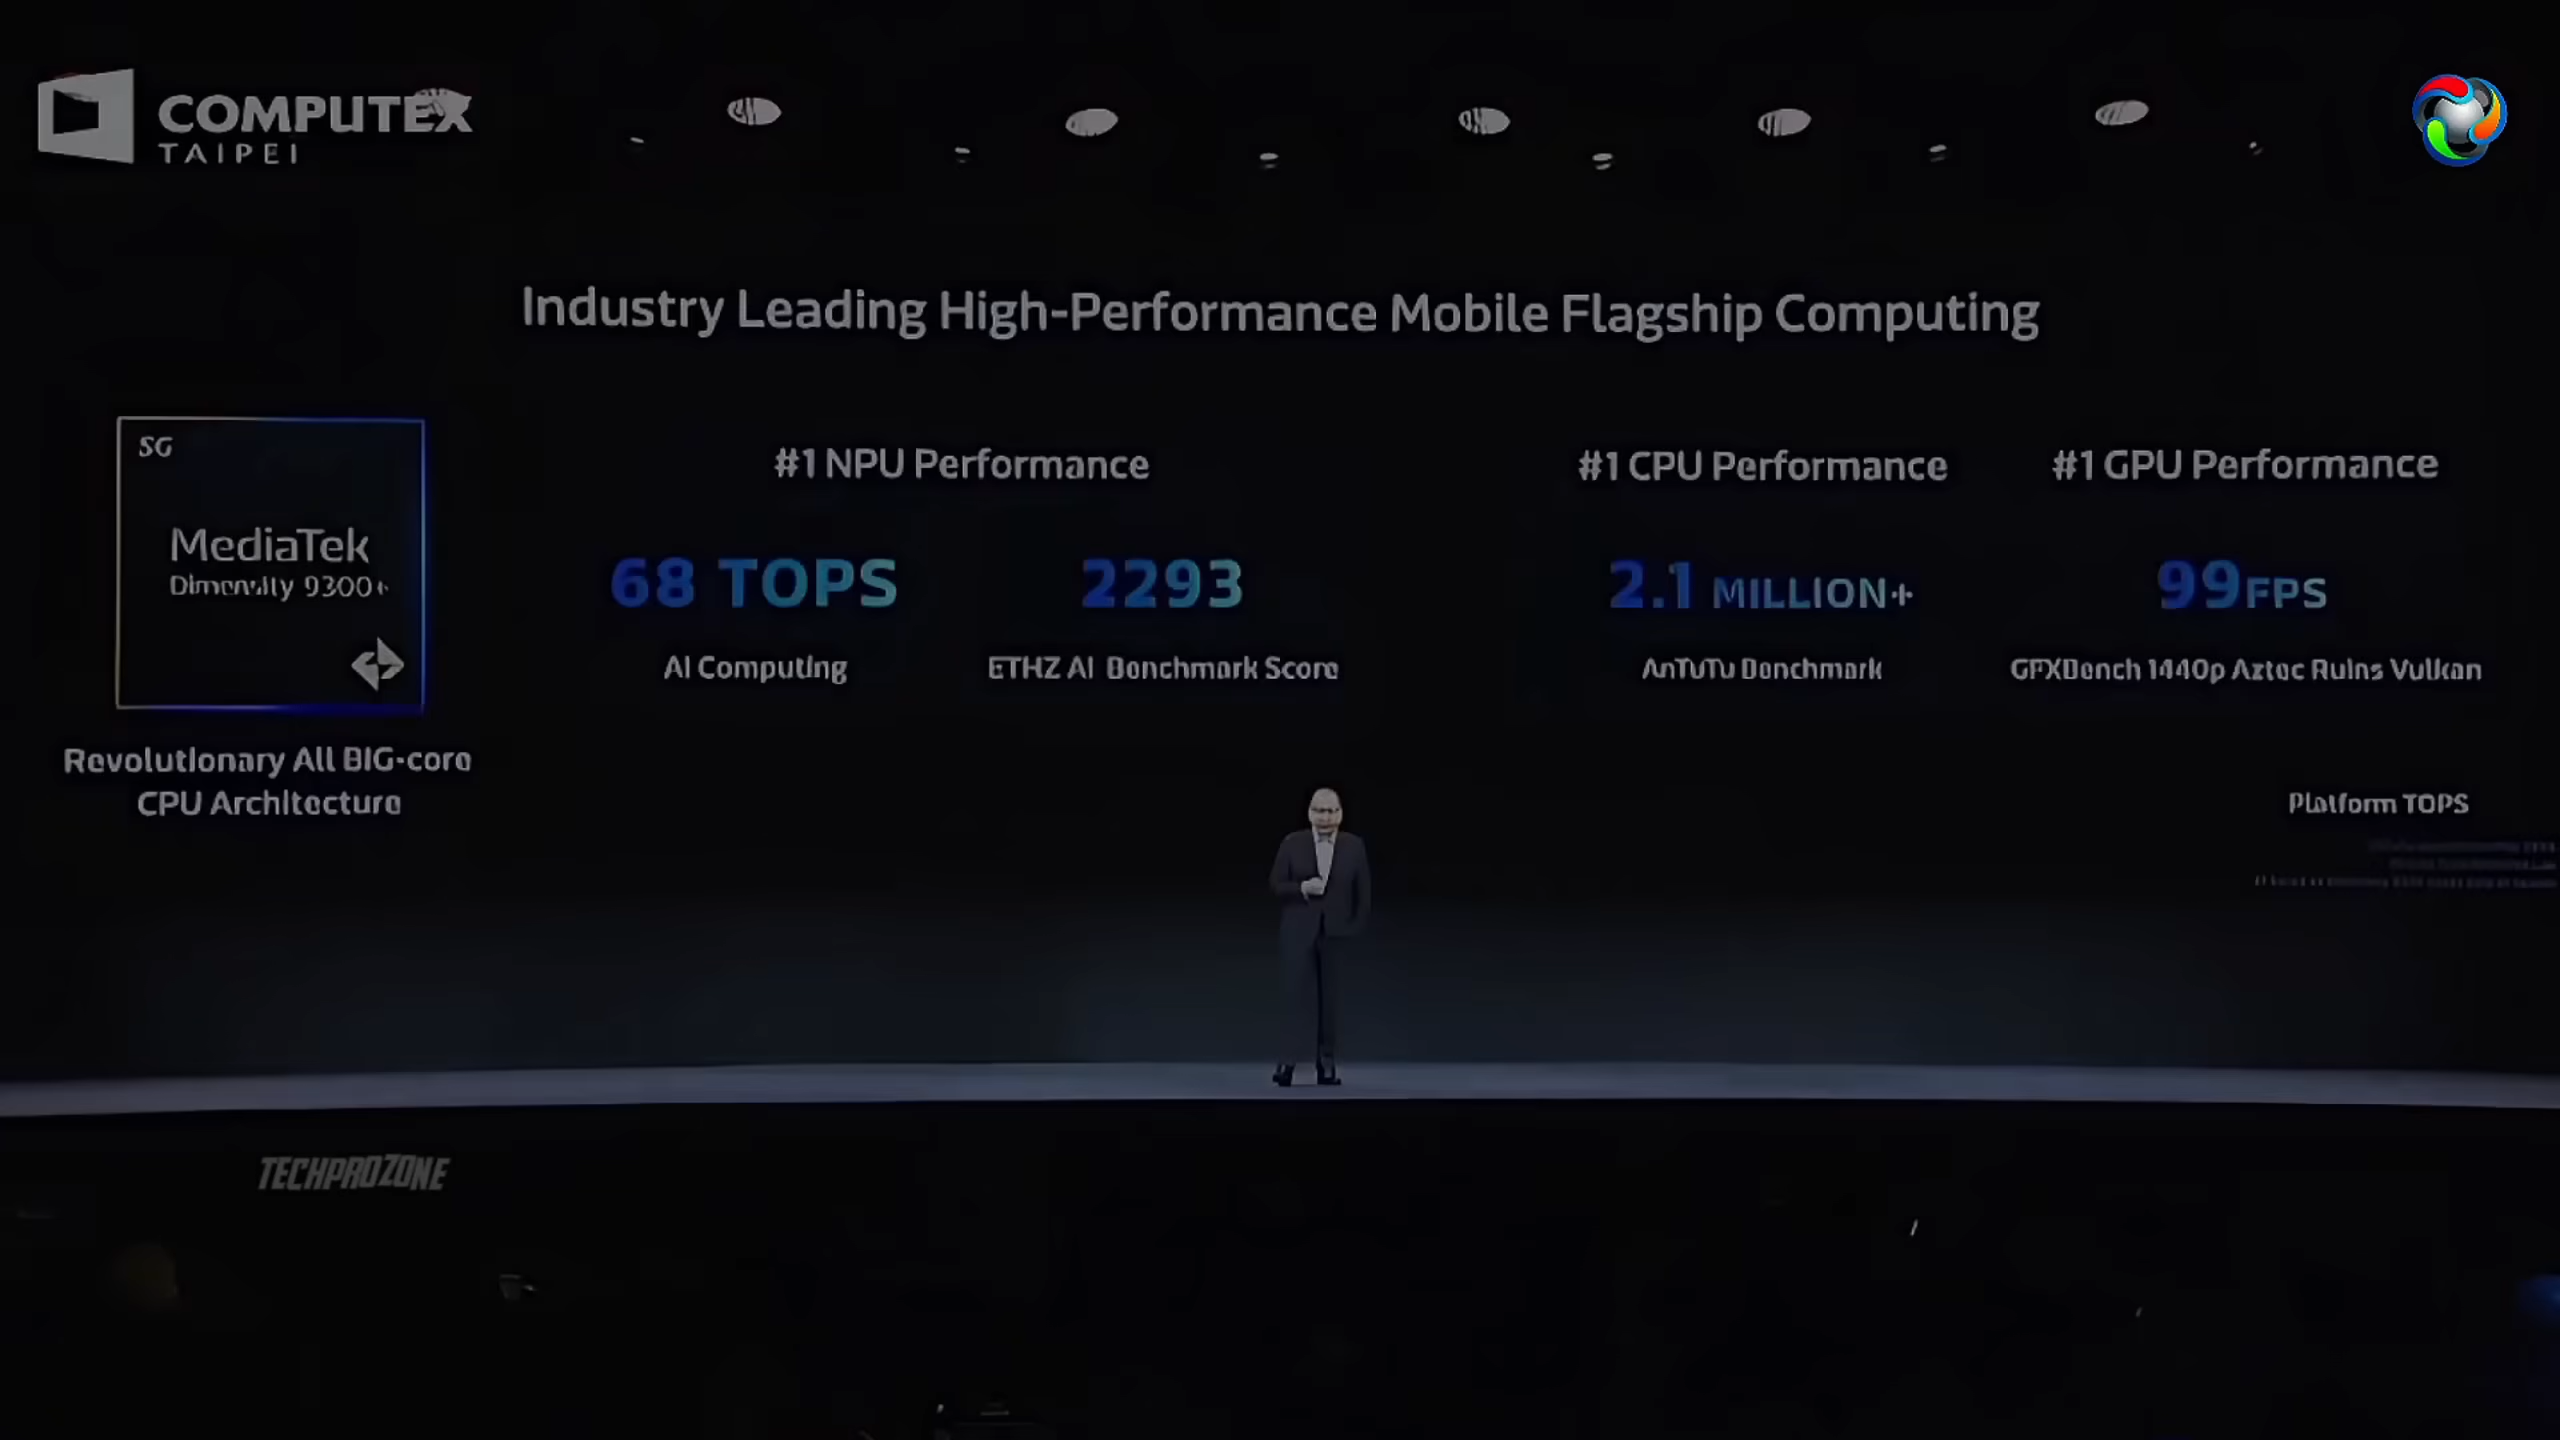 COMPUTEX
TAIPEI
Industry Leading High-Performance Mobile Flagship Computing
5G
MediaTek
Dimensity 9300+
Revolutionary All BIG-core
CPU Architecture
#1 NPU Performance
68 TOPS
AI Computing
2293
ETHZ AI Benchmark Score
#1 CPU Performance
2.1 MILLION+
AnTuTu Benchmark
#1 GPU Performance
99FPS
GFXBench 1440p Aztec Ruins Vulkan
Platform TOPS
TECHPROZONE